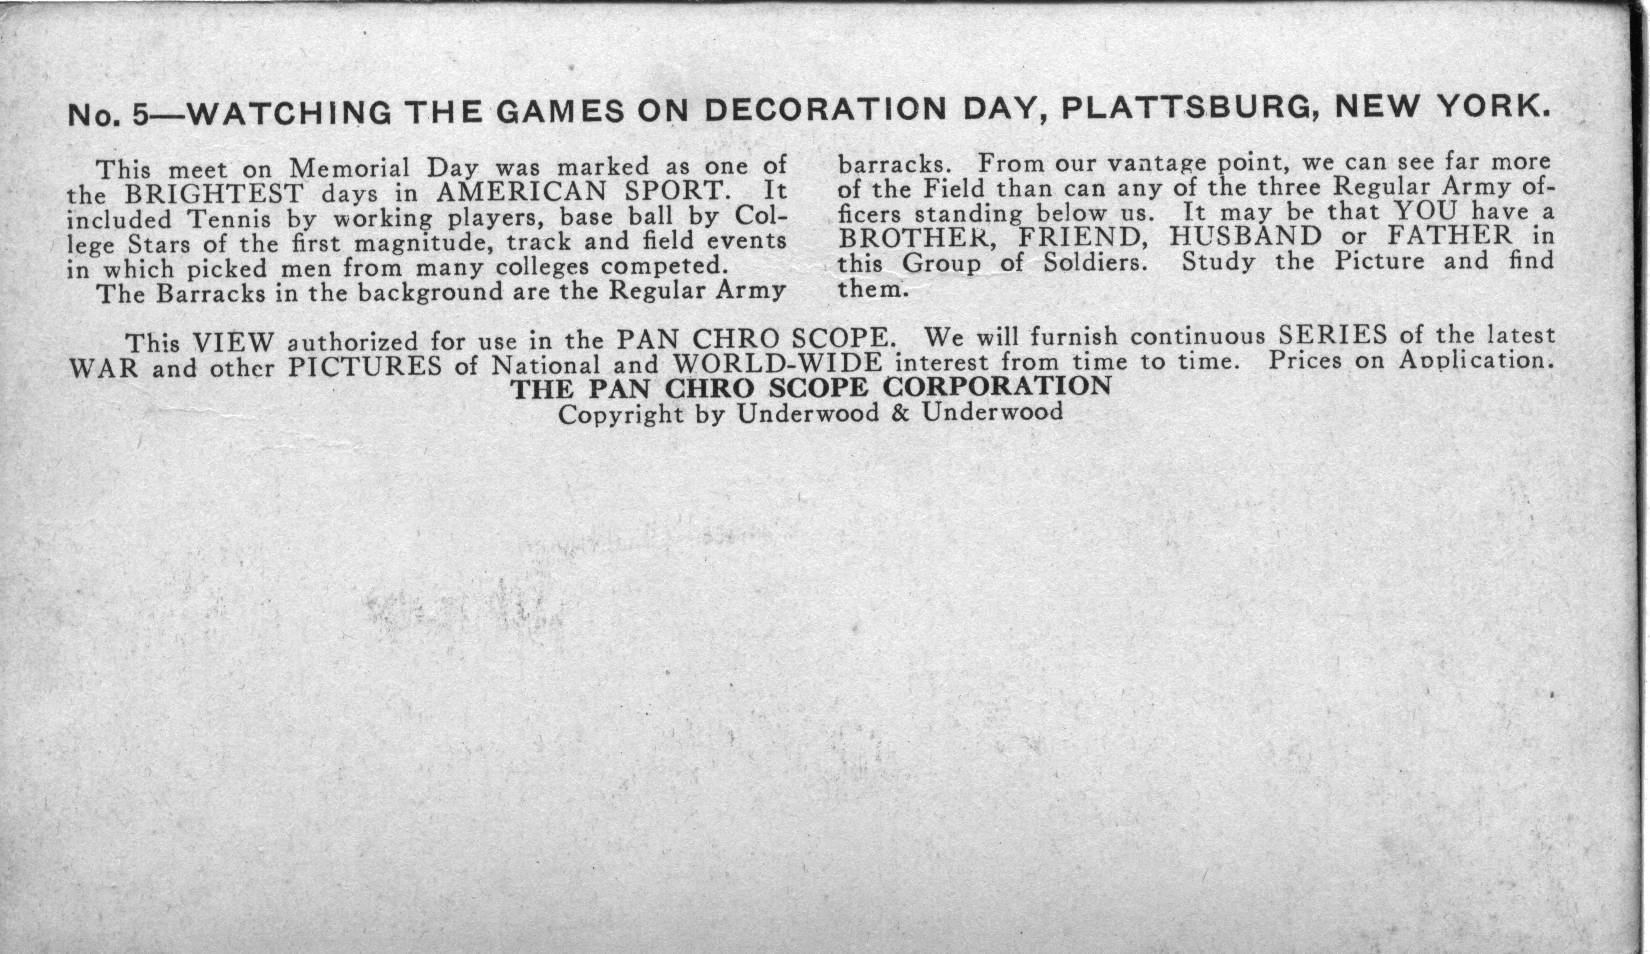 No. 5—WATCHING THE GAMES ON DECORATION DAY, PLATTSBURG, NEW YORK.
This meet on Memorial Day was marked as one of
the BRIGHTEST days in AMERICAN SPORT. It
included Tennis by working players, base ball by Col-
lege Stars of the first magnitude, track and field events
in which picked men from many colleges competed.
The Barracks in the background are the Regular Army
barracks. From our vantage point, we can see far more
of the Field than can any of the three Regular Army of-
ficers standing below us. It may be that YOU have a
BROTHER, FRIEND, HUSBAND or FATHER in
this Group of Soldiers. Study the Picture and find
them.
This VIEW authorized for use in the PAN CHRO SCOPE. We will furnish continuous SERIES of the latest
WAR and other PICTURES of National and WORLD-WIDE interest from time to time. Prices on Application.
THE PAN CHRO SCOPE CORPORATION
Copyright by Underwood & Underwood